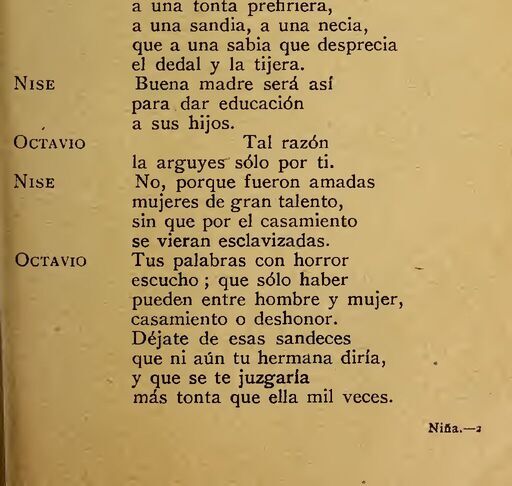 a una tonta prefiriera,
a una sandia, a una necia,
que a una sabia que desprecia
el dedal y la tijera.
NISE Buena madre será así
para dar educación
a sus hijos.
OCTAVIO Tal razón
la arguyes sólo por ti.
NISE No, porque fueron amadas
mujeres de gran talento,
sin que por el casamiento
se vieran esclavizadas.
OCTAVIO Tus palabras con horror
escucho ; que sólo haber
pueden entre hombre y mujer,
casamiento o deshonor.
Déjate de esas sandeces
que ni aún tu hermana diría,
y que se te juzgaría
más tonta que ella mil veces.
Niña.—2